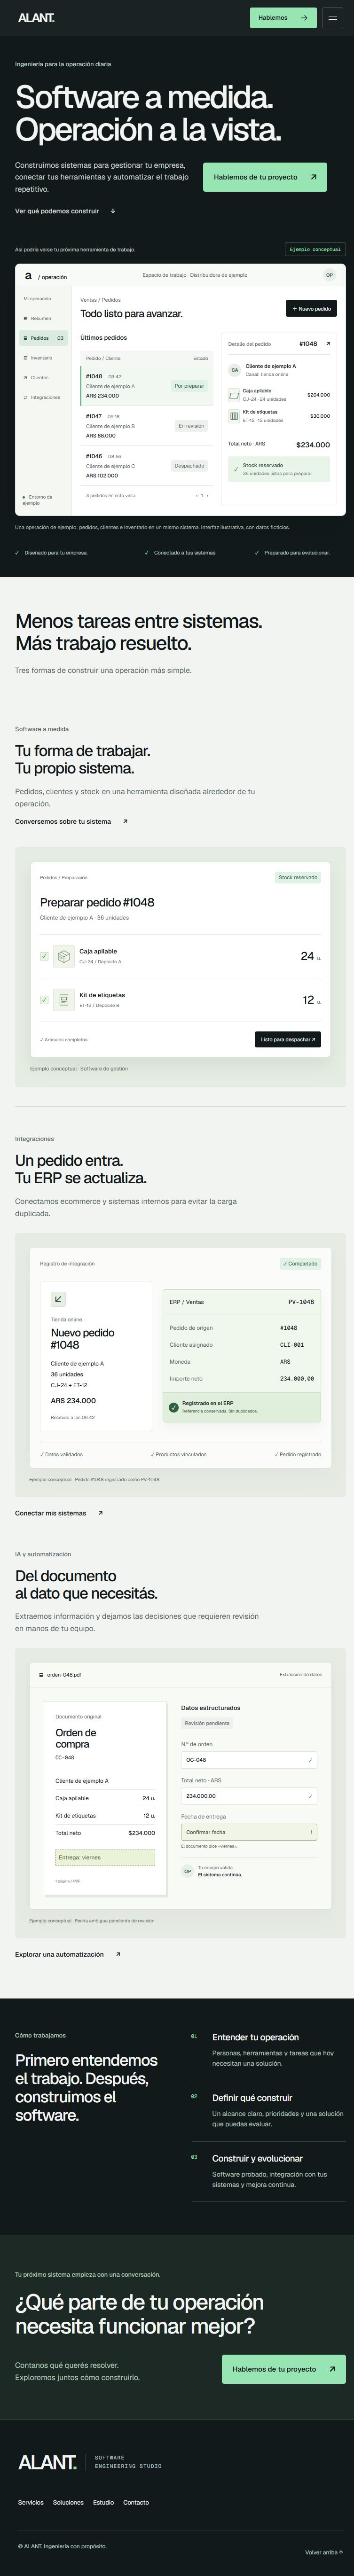 ALANT.
Hablemos →
Ingeniería para la operación diaria
Software a medida.
Operación a la vista.
Construimos sistemas para gestionar tu empresa,
conectar tus herramientas y automatizar el trabajo
repetitivo.
Hablemos de tu proyecto ↗
Ver qué podemos construir ↓
Así podría verse tu próxima herramienta de trabajo.
Ejemplo conceptual
a / operación
Espacio de trabajo · Distribuidora de ejemplo
OP
Mi operación
Resumen
Pedidos 03
Inventario
Clientes
Integraciones
Entorno de
ejemplo
Ventas / Pedidos
Todo listo para avanzar.
+ Nuevo pedido
Últimos pedidos
Pedido / Cliente Estado
#1048 09:42
Cliente de ejemplo A
ARS 234.000
Por preparar
#1047 09:18
Cliente de ejemplo B
ARS 68.000
En revisión
#1046 08:56
Cliente de ejemplo C
ARS 102.000
Despachado
3 pedidos en esta vista
‹ 1 ›
Detalle del pedido #1048 ↗
CA
Cliente de ejemplo A
Canal: tienda online
Caja apilable
CJ-24 · 24 unidades
$204.000
Kit de etiquetas
ET-12 · 12 unidades
$30.000
Total neto · ARS $234.000
✓ Stock reservado
36 unidades listas para preparar
Una operación de ejemplo: pedidos, clientes e inventario en un mismo sistema. Interfaz ilustrativa, con datos ficticios.
✓ Diseñado para tu empresa.
✓ Conectado a tus sistemas.
✓ Preparado para evolucionar.
Menos tareas entre sistemas.
Más trabajo resuelto.
Tres formas de construir una operación más simple.
Software a medida
Tu forma de trabajar.
Tu propio sistema.
Pedidos, clientes y stock en una herramienta diseñada alrededor de tu
operación.
Conversemos sobre tu sistema ↗
Pedidos / Preparación
Stock reservado
Preparar pedido #1048
Cliente de ejemplo A · 36 unidades
✓ Caja apilable
CJ-24 / Depósito A
24 u.
✓ Kit de etiquetas
ET-12 / Depósito B
12 u.
✓ Artículos completos
Listo para despachar ↗
Ejemplo conceptual · Software de gestión
Integraciones
Un pedido entra.
Tu ERP se actualiza.
Conectamos ecommerce y sistemas internos para evitar la carga
duplicada.
Registro de integración
✓ Completado
Tienda online
Nuevo pedido
#1048
Cliente de ejemplo A
36 unidades
CJ-24 + ET-12
ARS 234.000
Recibido a las 09:42
ERP / Ventas PV-1048
Pedido de origen #1048
Cliente asignado CLI-001
Moneda ARS
Importe neto 234.000,00
✓ Registrado en el ERP
Referencia conservada. Sin duplicados.
✓ Datos validados
✓ Productos vinculados
✓ Pedido registrado
Ejemplo conceptual · Pedido #1048 registrado como PV-1048
Conectar mis sistemas ↗
IA y automatización
Del documento
al dato que necesitás.
Extraemos información y dejamos las decisiones que requieren revisión
en manos de tu equipo.
orden-048.pdf
Extracción de datos
Documento original
Orden de
compra
OC-048
Cliente de ejemplo A
Caja apilable 24 u.
Kit de etiquetas 12 u.
Total neto $234.000
Entrega: viernes
1 página / PDF
Datos estructurados
Revisión pendiente
N.º de orden
OC-048 ✓
Total neto · ARS
234.000,00 ✓
Fecha de entrega
Confirmar fecha !
El documento dice «viernes».
OP
Tu equipo valida.
El sistema continúa.
Ejemplo conceptual · Fecha ambigua pendiente de revisión
Explorar una automatización ↗
Cómo trabajamos
Primero entendemos
el trabajo. Después,
construimos el
software.
01 Entender tu operación
Personas, herramientas y tareas que hoy
necesitan una solución.
02 Definir qué construir
Un alcance claro, prioridades y una solución
que puedas evaluar.
03 Construir y evolucionar
Software probado, integración con tus
sistemas y mejora continua.
Tu próximo sistema empieza con una conversación.
¿Qué parte de tu operación
necesita funcionar mejor?
Contanos qué querés resolver.
Exploremos juntos cómo construirlo.
Hablemos de tu proyecto ↗
ALANT.
SOFTWARE
ENGINEERING STUDIO
Servicios Soluciones Estudio Contacto
© ALANT. Ingeniería con propósito.
Volver arriba ↑